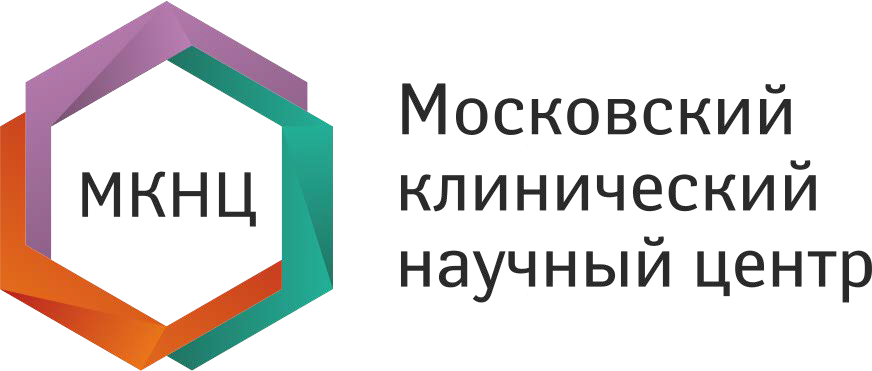 МКНЦ
Московский
клинический
научный центр